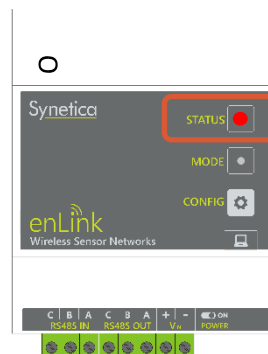 Synetica
STATUS
MODE
CONFIG
enLink
Wireless Sensor Networks
C B A C B A + - ON
RS485 IN RS485 OUT VIN POWER